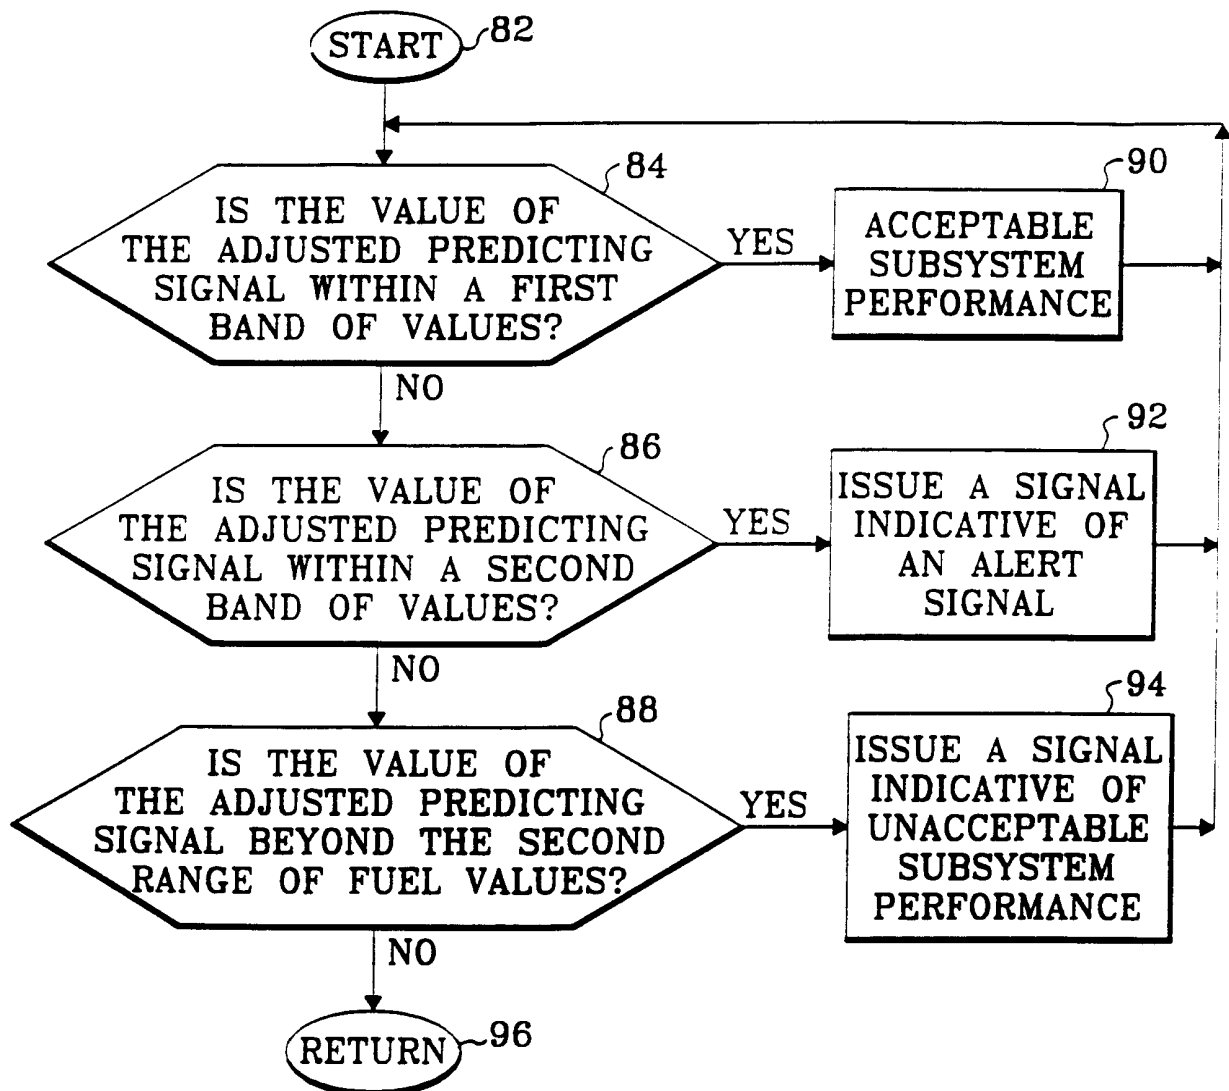 START
82
84
IS THE VALUE OF
THE ADJUSTED PREDICTING
SIGNAL WITHIN A FIRST
BAND OF VALUES?
YES
90
ACCEPTABLE
SUBSYSTEM
PERFORMANCE
NO
86
IS THE VALUE OF
THE ADJUSTED PREDICTING
SIGNAL WITHIN A SECOND
BAND OF VALUES?
YES
92
ISSUE A SIGNAL
INDICATIVE OF
AN ALERT
SIGNAL
NO
88
IS THE VALUE OF
THE ADJUSTED PREDICTING
SIGNAL BEYOND THE SECOND
RANGE OF FUEL VALUES?
YES
94
ISSUE A SIGNAL
INDICATIVE OF
UNACCEPTABLE
SUBSYSTEM
PERFORMANCE
NO
RETURN
96